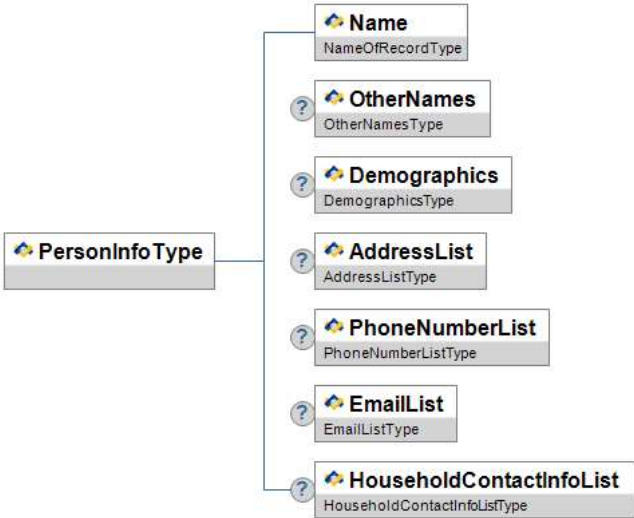 Name
NameOfRecordType
?
OtherNames
OtherNamesType
?
Demographics
DemographicsType
PersonInfoType
?
AddressList
AddressListType
?
PhoneNumberList
PhoneNumberListType
?
EmailList
EmailListType
?
HouseholdContactInfoList
HouseholdContactInfoListType